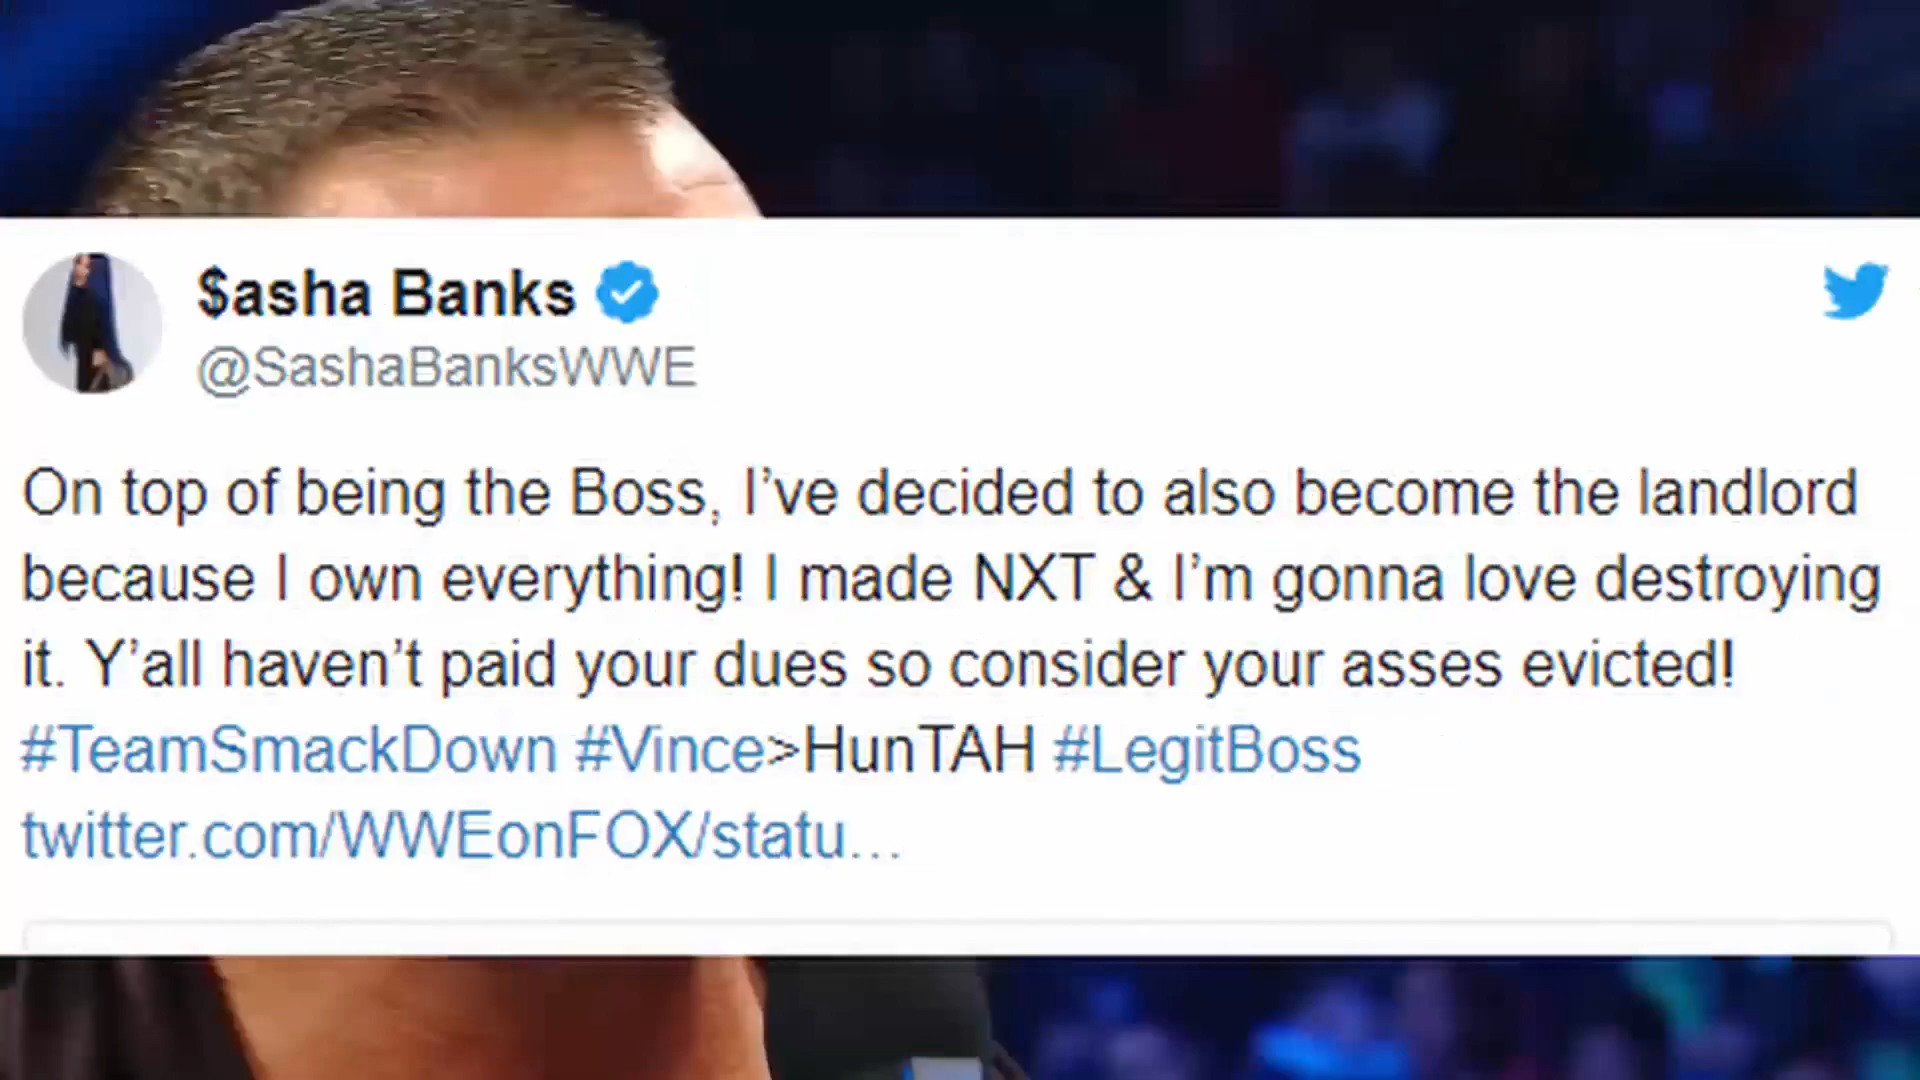 $asha Banks
@SashaBanksWWE
On top of being the Boss, I’ve decided to also become the landlord
because I own everything! I made NXT & I’m gonna love destroying
it. Y’all haven’t paid your dues so consider your asses evicted!
#TeamSmackDown #Vince>HunTAH #LegitBoss
twitter.com/WWEonFOX/statu…